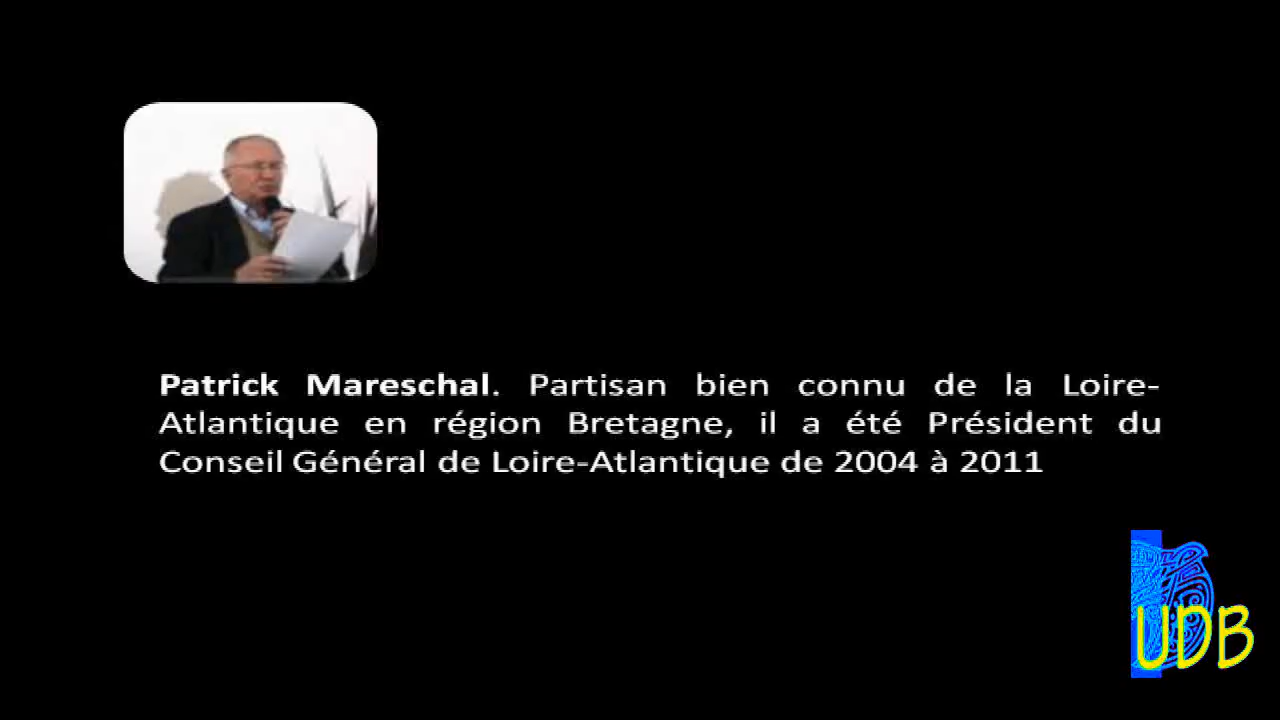 Patrick Mareschal. Partisan bien connu de la Loire-
Atlantique en région Bretagne, il a été Président du
Conseil Général de Loire-Atlantique de 2004 à 2011
UDB